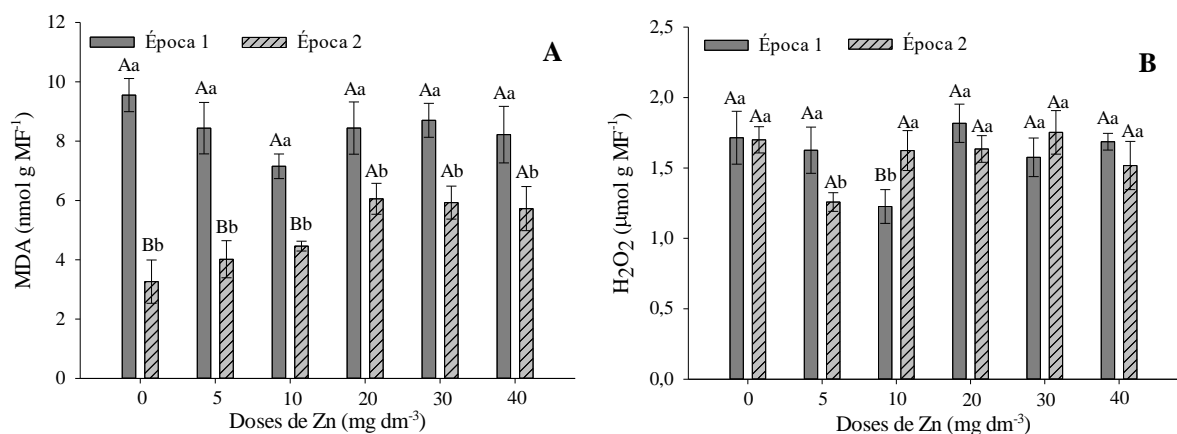 12
10
8
6
4
2
0
MDA (nmol g MF⁻¹)
Época 1
Época 2
A
Aa
Aa
Aa
Aa
Aa
Aa
Bb
Bb
Bb
Ab
Ab
Ab
0
5
10
20
30
40
Doses de Zn (mg dm⁻³)
2,5
2.0
1.5
1.0
0,5
0,0
H₂O₂ (μmol g MF⁻¹)
Época 1
Época 2
B
Aa
Aa
Aa
Ab
Bb
Aa
Aa
Aa
Aa
Aa
Aa
Aa
0
5
10
20
30
40
Doses de Zn (mg dm⁻³)